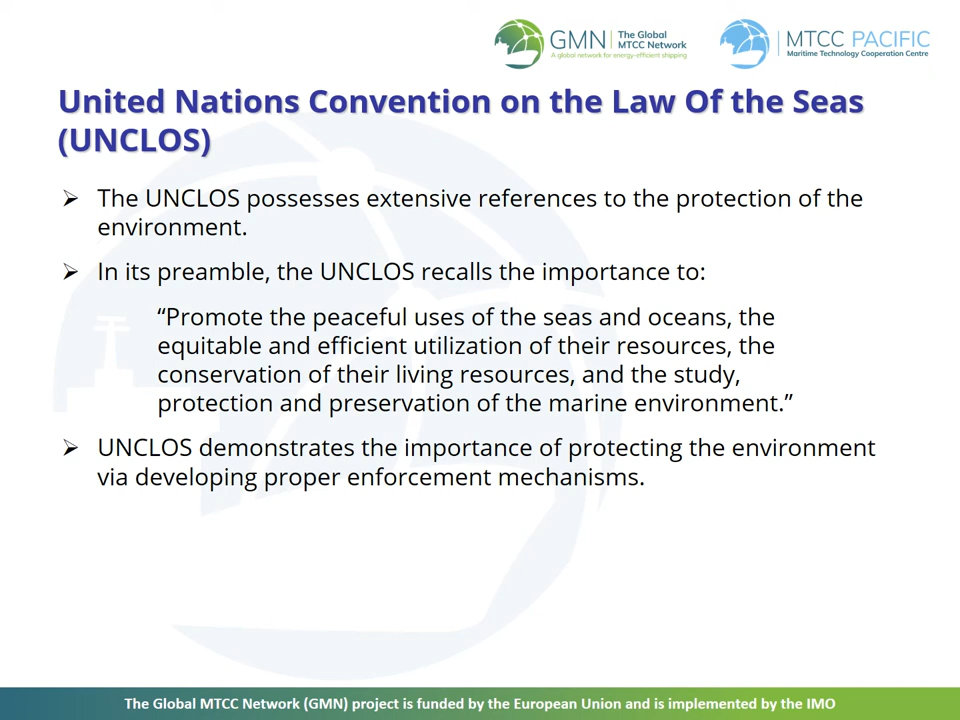 GMN
The Global
MTCC Network
A global network for energy-efficient shipping
MTCC PACIFIC
Maritime Technology Cooperation Centre
United Nations Convention on the Law Of the Seas
(UNCLOS)
The UNCLOS possesses extensive references to the protection of the
environment.
In its preamble, the UNCLOS recalls the importance to:
“Promote the peaceful uses of the seas and oceans, the
equitable and efficient utilization of their resources, the
conservation of their living resources, and the study,
protection and preservation of the marine environment.”
UNCLOS demonstrates the importance of protecting the environment
via developing proper enforcement mechanisms.
The Global MTCC Network (GMN) project is funded by the European Union and is implemented by the IMO